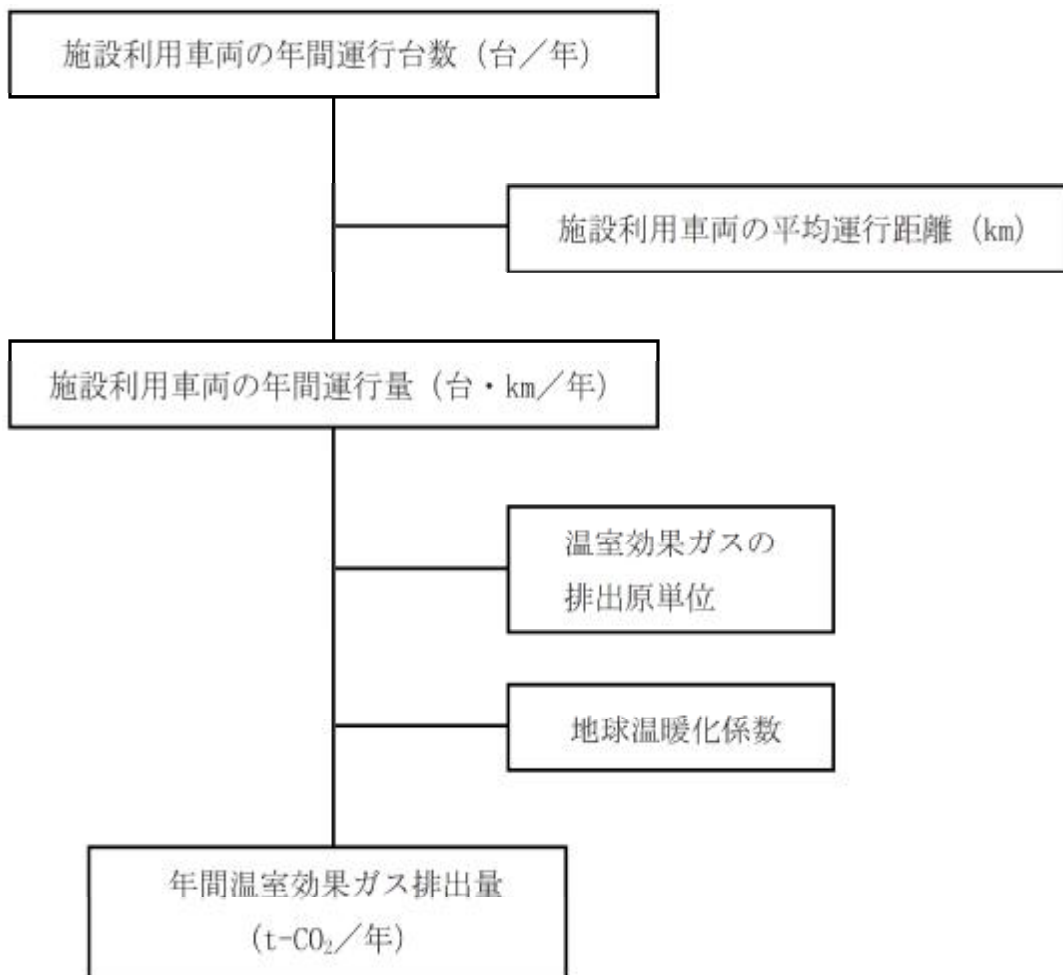 施設利用車両の年間運行台数（台／年）
施設利用車両の平均運行距離（km）
施設利用車両の年間運行量（台・km／年）
温室効果ガスの
排出原単位
地球温暖化係数
年間温室効果ガス排出量
（t-CO₂／年）